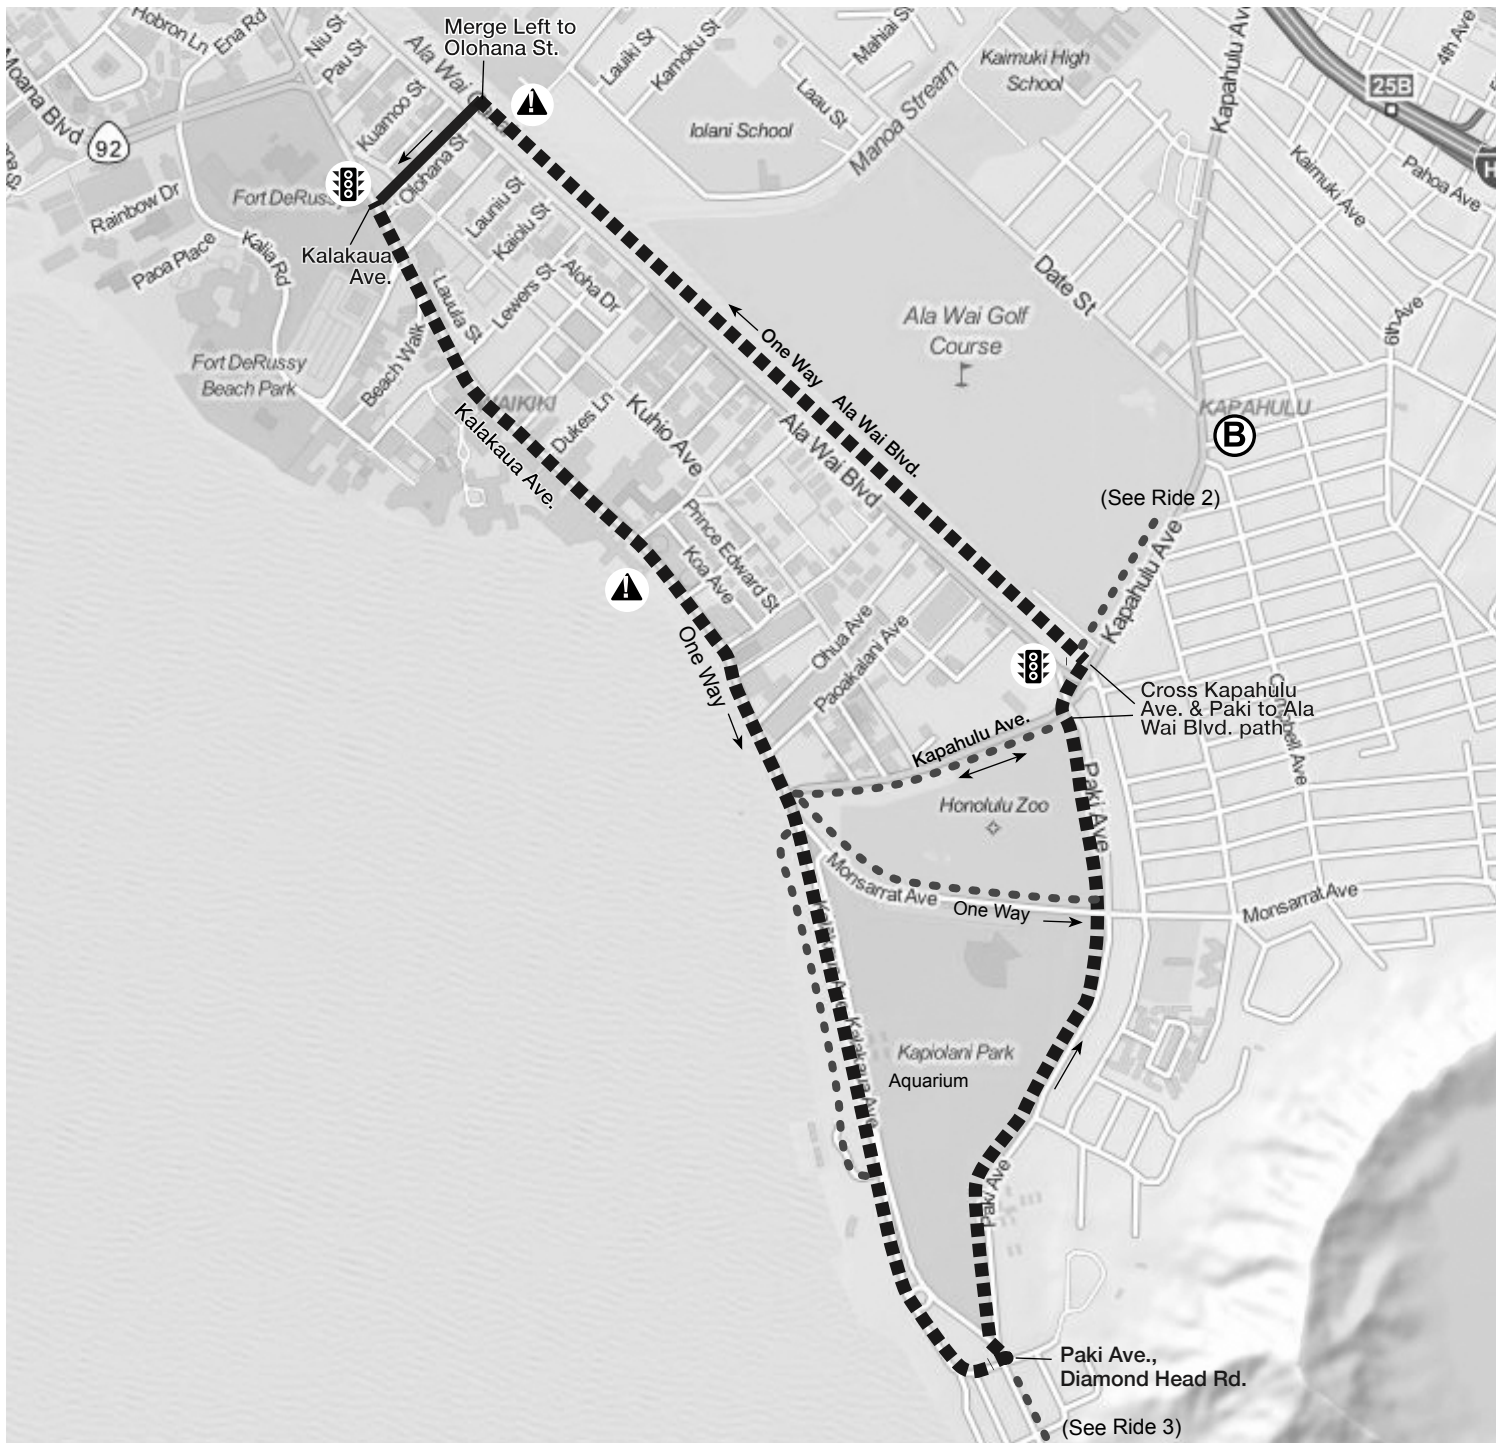 Hobron Ln
Ena Rd
Niu St
Pau St
Merge Left to
Olohana St.
Moana Blvd
92
Kuamoo St
Olohana St
Launiu St
Kaiolu St
Lewers St
Aloha Dr
Lauula St
Beach Walk
Dukes Ln
Kuhio Ave
Rainbow Dr
Paoa Place
Kalia Rd
Kalakaua
Ave.
Fort DeRussy
Beach Park
Lauiki St
Kamoku St
Mahiai St
Laau St
Iolani School
Manoa Stream
Kaimuki High
School
Kapahulu Ave
25B
H
4th Ave
Kaimuki Ave
Pahoa Ave
6th Ave
Date St
Ala Wai Golf
Course
One Way
Ala Wai Blvd.
Ala Wai Blvd
KAPAHULU
B
(See Ride 2)
Kapahulu Ave
Kalakaua Ave.
Prince Edward St
Koa Ave
Ohua Ave
Paoakalani Ave
One Way
Cross Kapahulu
Ave. & Paki to Ala
Wai Blvd. path
Campbell Ave
Kapahulu Ave.
Honolulu Zoo
Paki Ave
Monsarrat Ave
One Way
Monsarrat Ave
Kalakaua Ave
Kapiolani Park
Aquarium
Paki Ave
Paki Ave.,
Diamond Head Rd.
(See Ride 3)